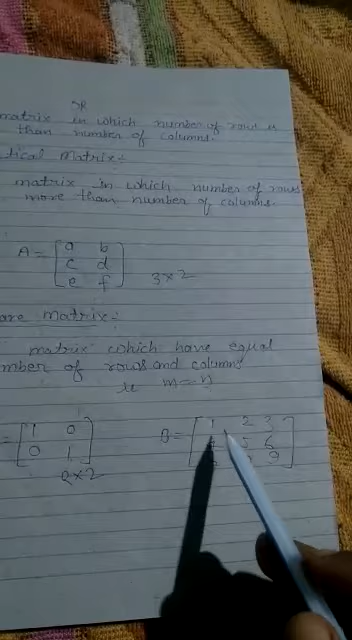 matrix in which number of rows is
than number of columns.
tical Matrix:-
matrix in which number of rows
more than number of columns.
A = [a b
c d
e f] 3×2
are Matrix:-
matrix which have equal
mber of rows and columns
m = n
= [1 0
0 1] 2×2
B = [1 2 3
5 6
9]